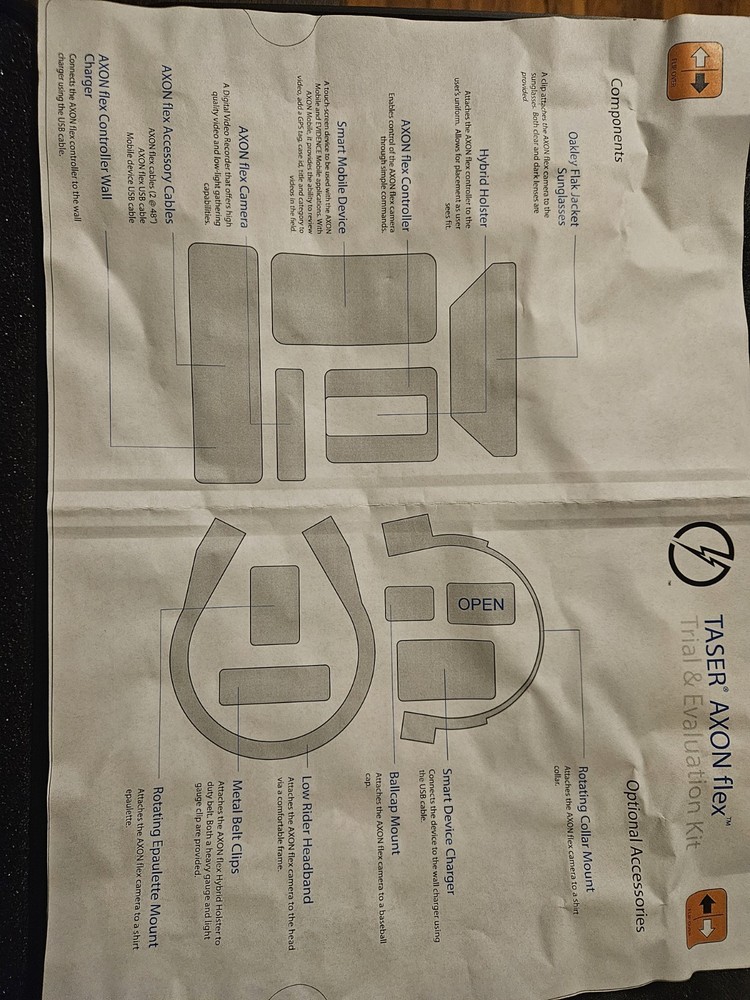 TASER® AXON flex™
Trial & Evaluation Kit
Components
Oakley Flak Jacket
Sunglasses
A clip attaches the AXON flex camera to the
sunglasses. Both clear and dark lenses are
provided.
Hybrid Holster
Attaches the AXON flex controller to the
user's uniform. Allows for placement as user
sees fit.
AXON flex Controller
Enables control of the AXON flex camera
through simple commands.
Smart Mobile Device
A touch-screen device to be used with the AXON
Mobile and EVIDENCE Mobile applications. With
AXON Mobile, it provides the ability to review
video, add a GPS tag, case id, title and category to
videos in the field.
AXON flex Camera
A Digital Video Recorder that offers high
quality video and low-light gathering
capabilities.
AXON flex Accessory Cables
AXON flex cables (2 @ 48")
AXON flex USB cable
Mobile device USB cable
AXON flex Controller Wall
Charger
Connects the AXON flex controller to the wall
charger using the USB cable.
OPEN
Optional Accessories
Rotating Collar Mount
Attaches the AXON flex camera to a shirt
collar.
Smart Device Charger
Connects the device to the wall charger using
the USB cable.
Ballcap Mount
Attaches the AXON flex camera to a baseball
cap.
Low Rider Headband
Attaches the AXON flex camera to the head
via a comfortable frame.
Metal Belt Clips
Attaches the AXON flex Hybrid Holster to
duty belt. Both a heavy gauge and light
gauge clip are provided.
Rotating Epaulette Mount
Attaches the AXON flex camera to a shirt
epaulette.